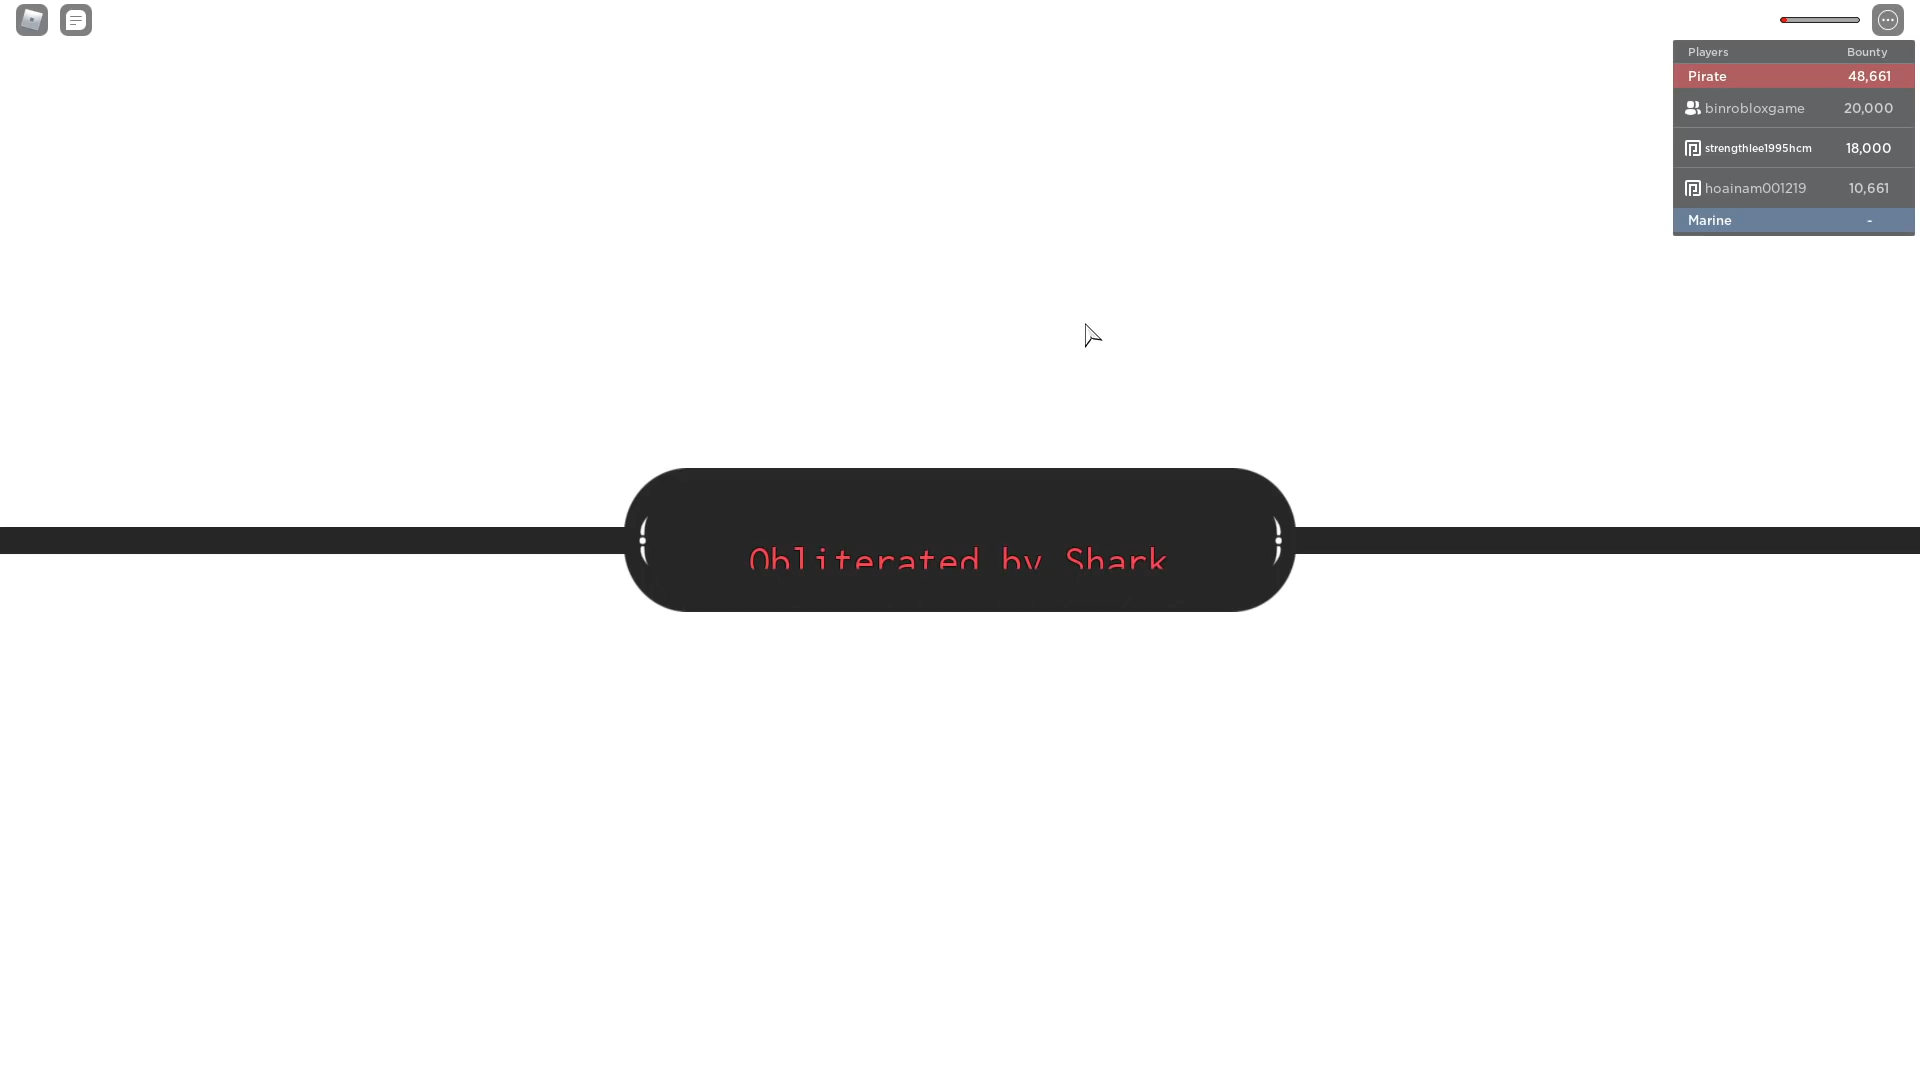 Players Bounty
Pirate 48,661
binrobloxgame 20,000
strengthlee1995hcm 18,000
hoainam001219 10,661
Marine -
Obliterated by Shark